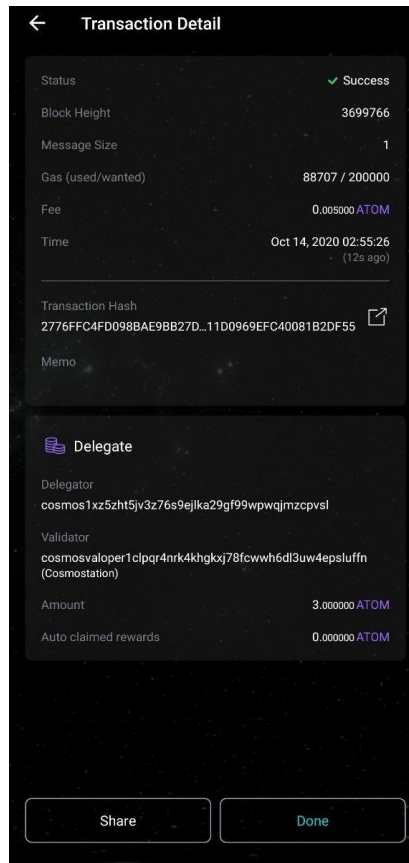 Transaction Detail
Status Success
Block Height 3699766
Message Size 1
Gas (used/wanted) 88707 / 200000
Fee 0.005000 ATOM
Time Oct 14, 2020 02:55:26
(12s ago)
Transaction Hash
2776FFC4FD098BAE9BB27D...11D0969EFC40081B2DF55
Memo
Delegate
Delegator
cosmos1xz5zht5jv3z76s9ejlka29gf99wpwqjmzcpvsl
Validator
cosmosvaloper1clpqr4nrk4khgkxj78fcwwh6dl3uw4epsluffn
(Cosmostation)
Amount 3.000000 ATOM
Auto claimed rewards 0.000000 ATOM
Share Done